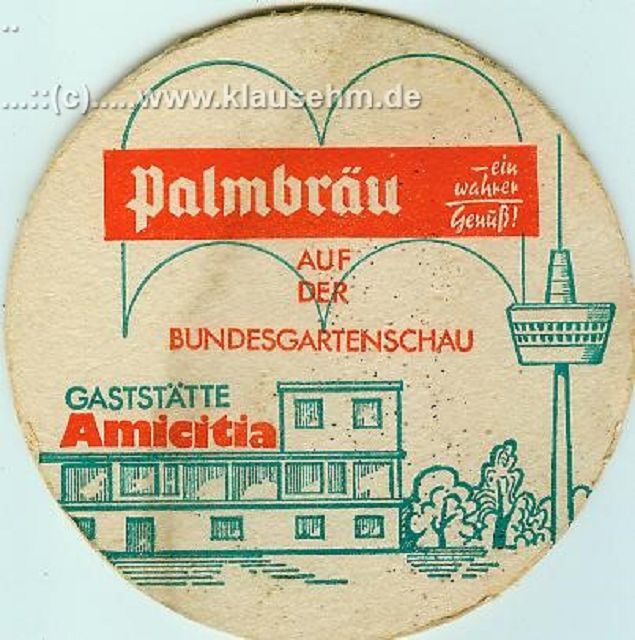 ...::(c).....www.klausehm.de
Palmbräu
–ein
wahrer
Genuß!
AUF
DER
BUNDESGARTENSCHAU
GASTSTÄTTE
Amicitia